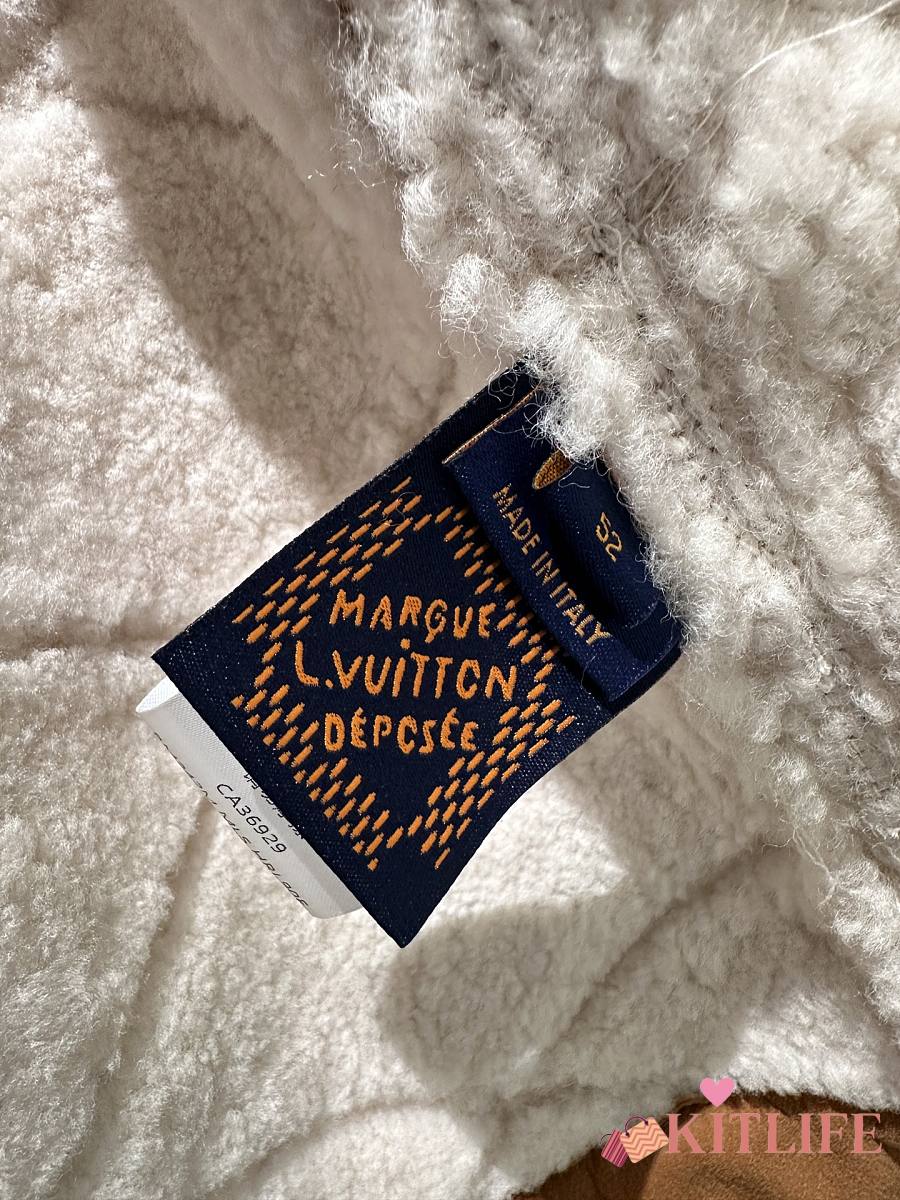 MARQUE
L.VUITTON
DÉPOSÉE
MADE IN ITALY
52
CA36929
KITLIFE